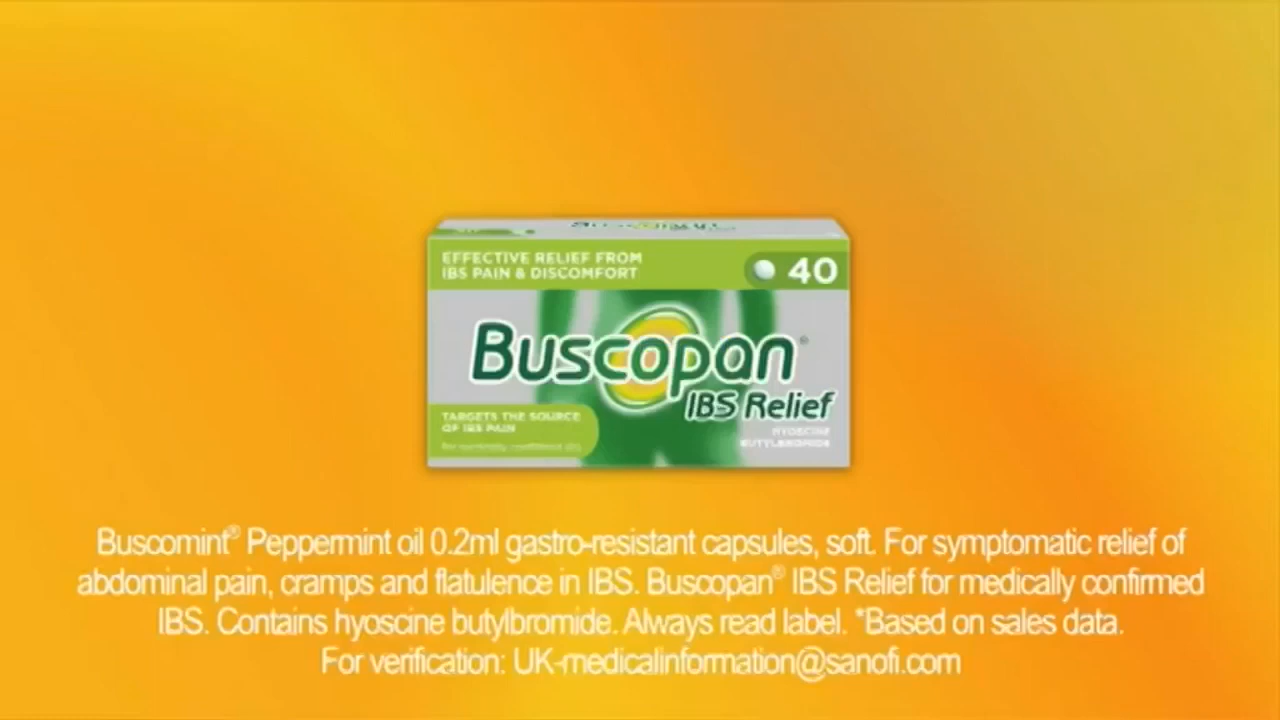 EFFECTIVE RELIEF FROM
IBS PAIN & DISCOMFORT
40
Buscopan®
IBS Relief
TARGETS THE SOURCE
OF IBS PAIN
HYOSCINE
BUTYLBROMIDE
Buscomint® Peppermint oil 0.2ml gastro-resistant capsules, soft. For symptomatic relief of
abdominal pain, cramps and flatulence in IBS. Buscopan® IBS Relief for medically confirmed
IBS. Contains hyoscine butylbromide. Always read label. *Based on sales data.
For verification: UK-medicalinformation@sanofi.com